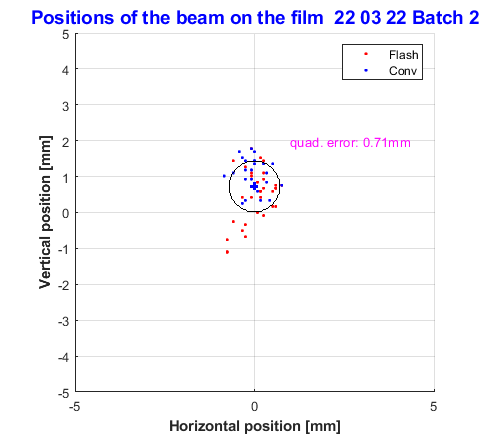 Positions of the beam on the film  22 03 22 Batch 2
Flash
Conv
quad. error: 0.71mm
Vertical position [mm]
5
4
3
2
1
0
-1
-2
-3
-4
-5
-5
0
5
Horizontal position [mm]